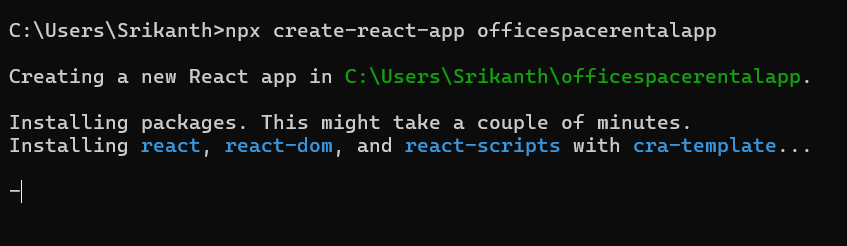 C:\Users\Srikanth>npx create-react-app officespacerentalapp
Creating a new React app in C:\Users\Srikanth\officespacerentalapp.
Installing packages. This might take a couple of minutes.
Installing react, react-dom, and react-scripts with cra-template...
-